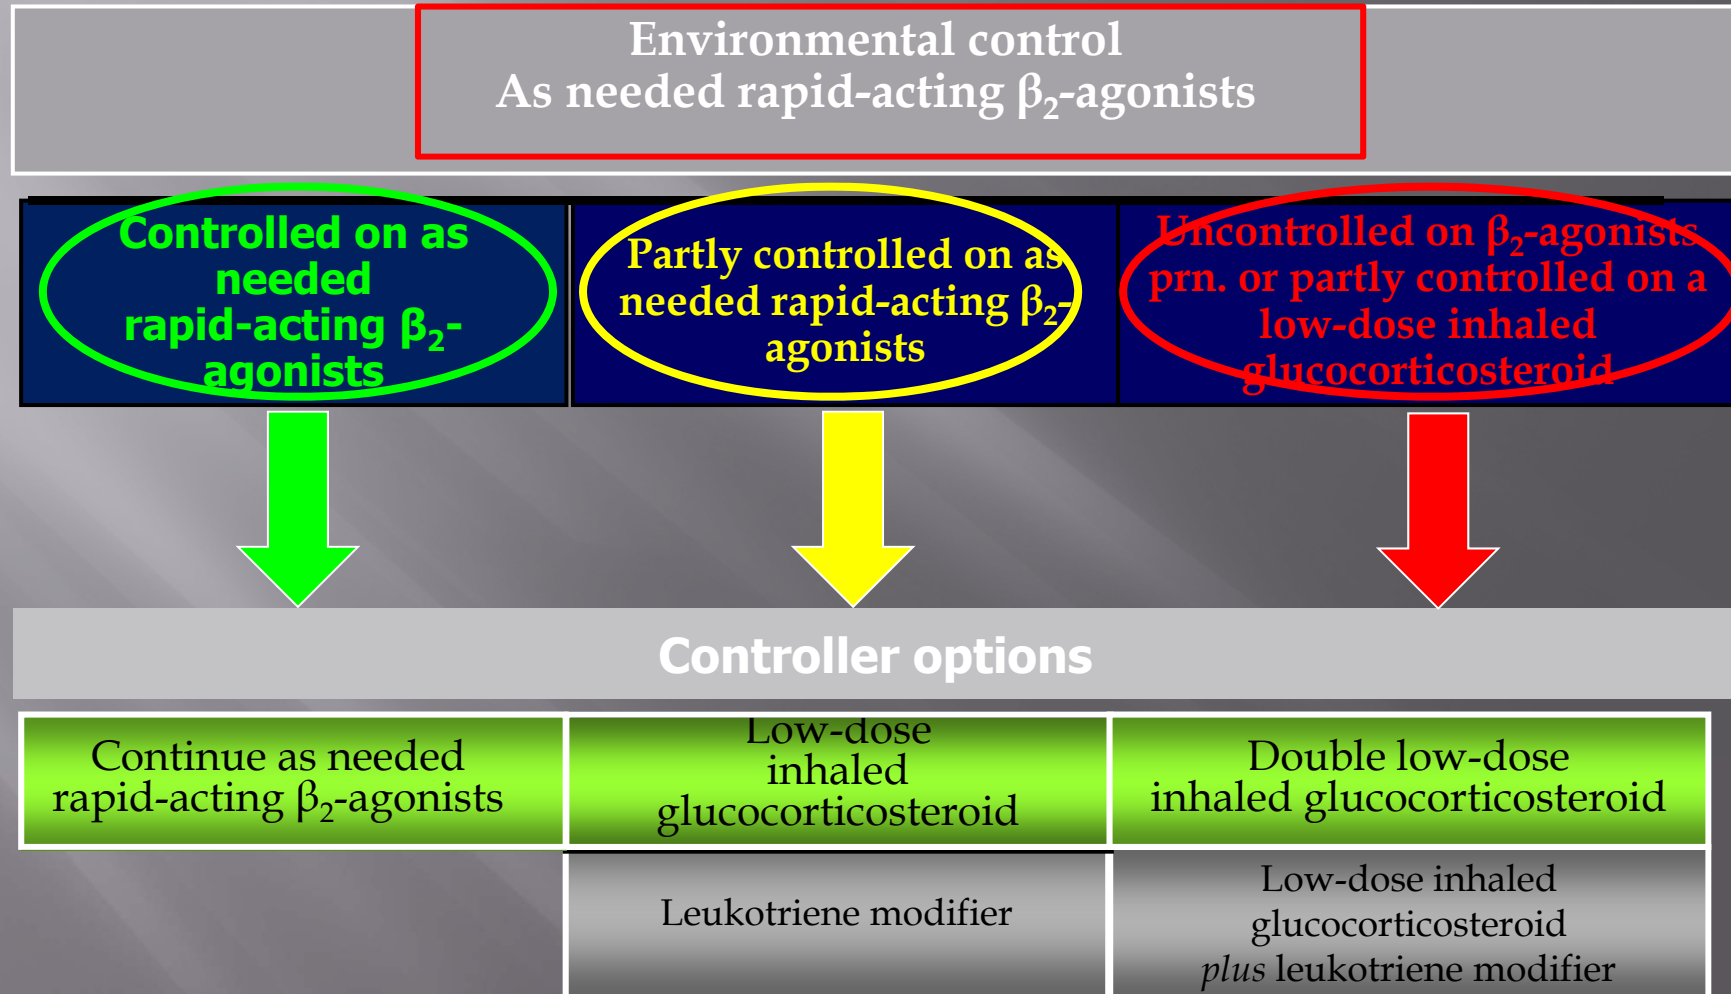 Environmental control
As needed rapid-acting β₂-agonists
Controlled on as
needed
rapid-acting β₂-
agonists
Partly controlled on as
needed rapid-acting β₂-
agonists
Uncontrolled on β₂-agonists
prn. or partly controlled on a
low-dose inhaled
glucocorticosteroid
Controller options
Continue as needed
rapid-acting β₂-agonists
Low-dose
inhaled
glucocorticosteroid
Double low-dose
inhaled glucocorticosteroid
Leukotriene modifier
Low-dose inhaled
glucocorticosteroid
plus leukotriene modifier